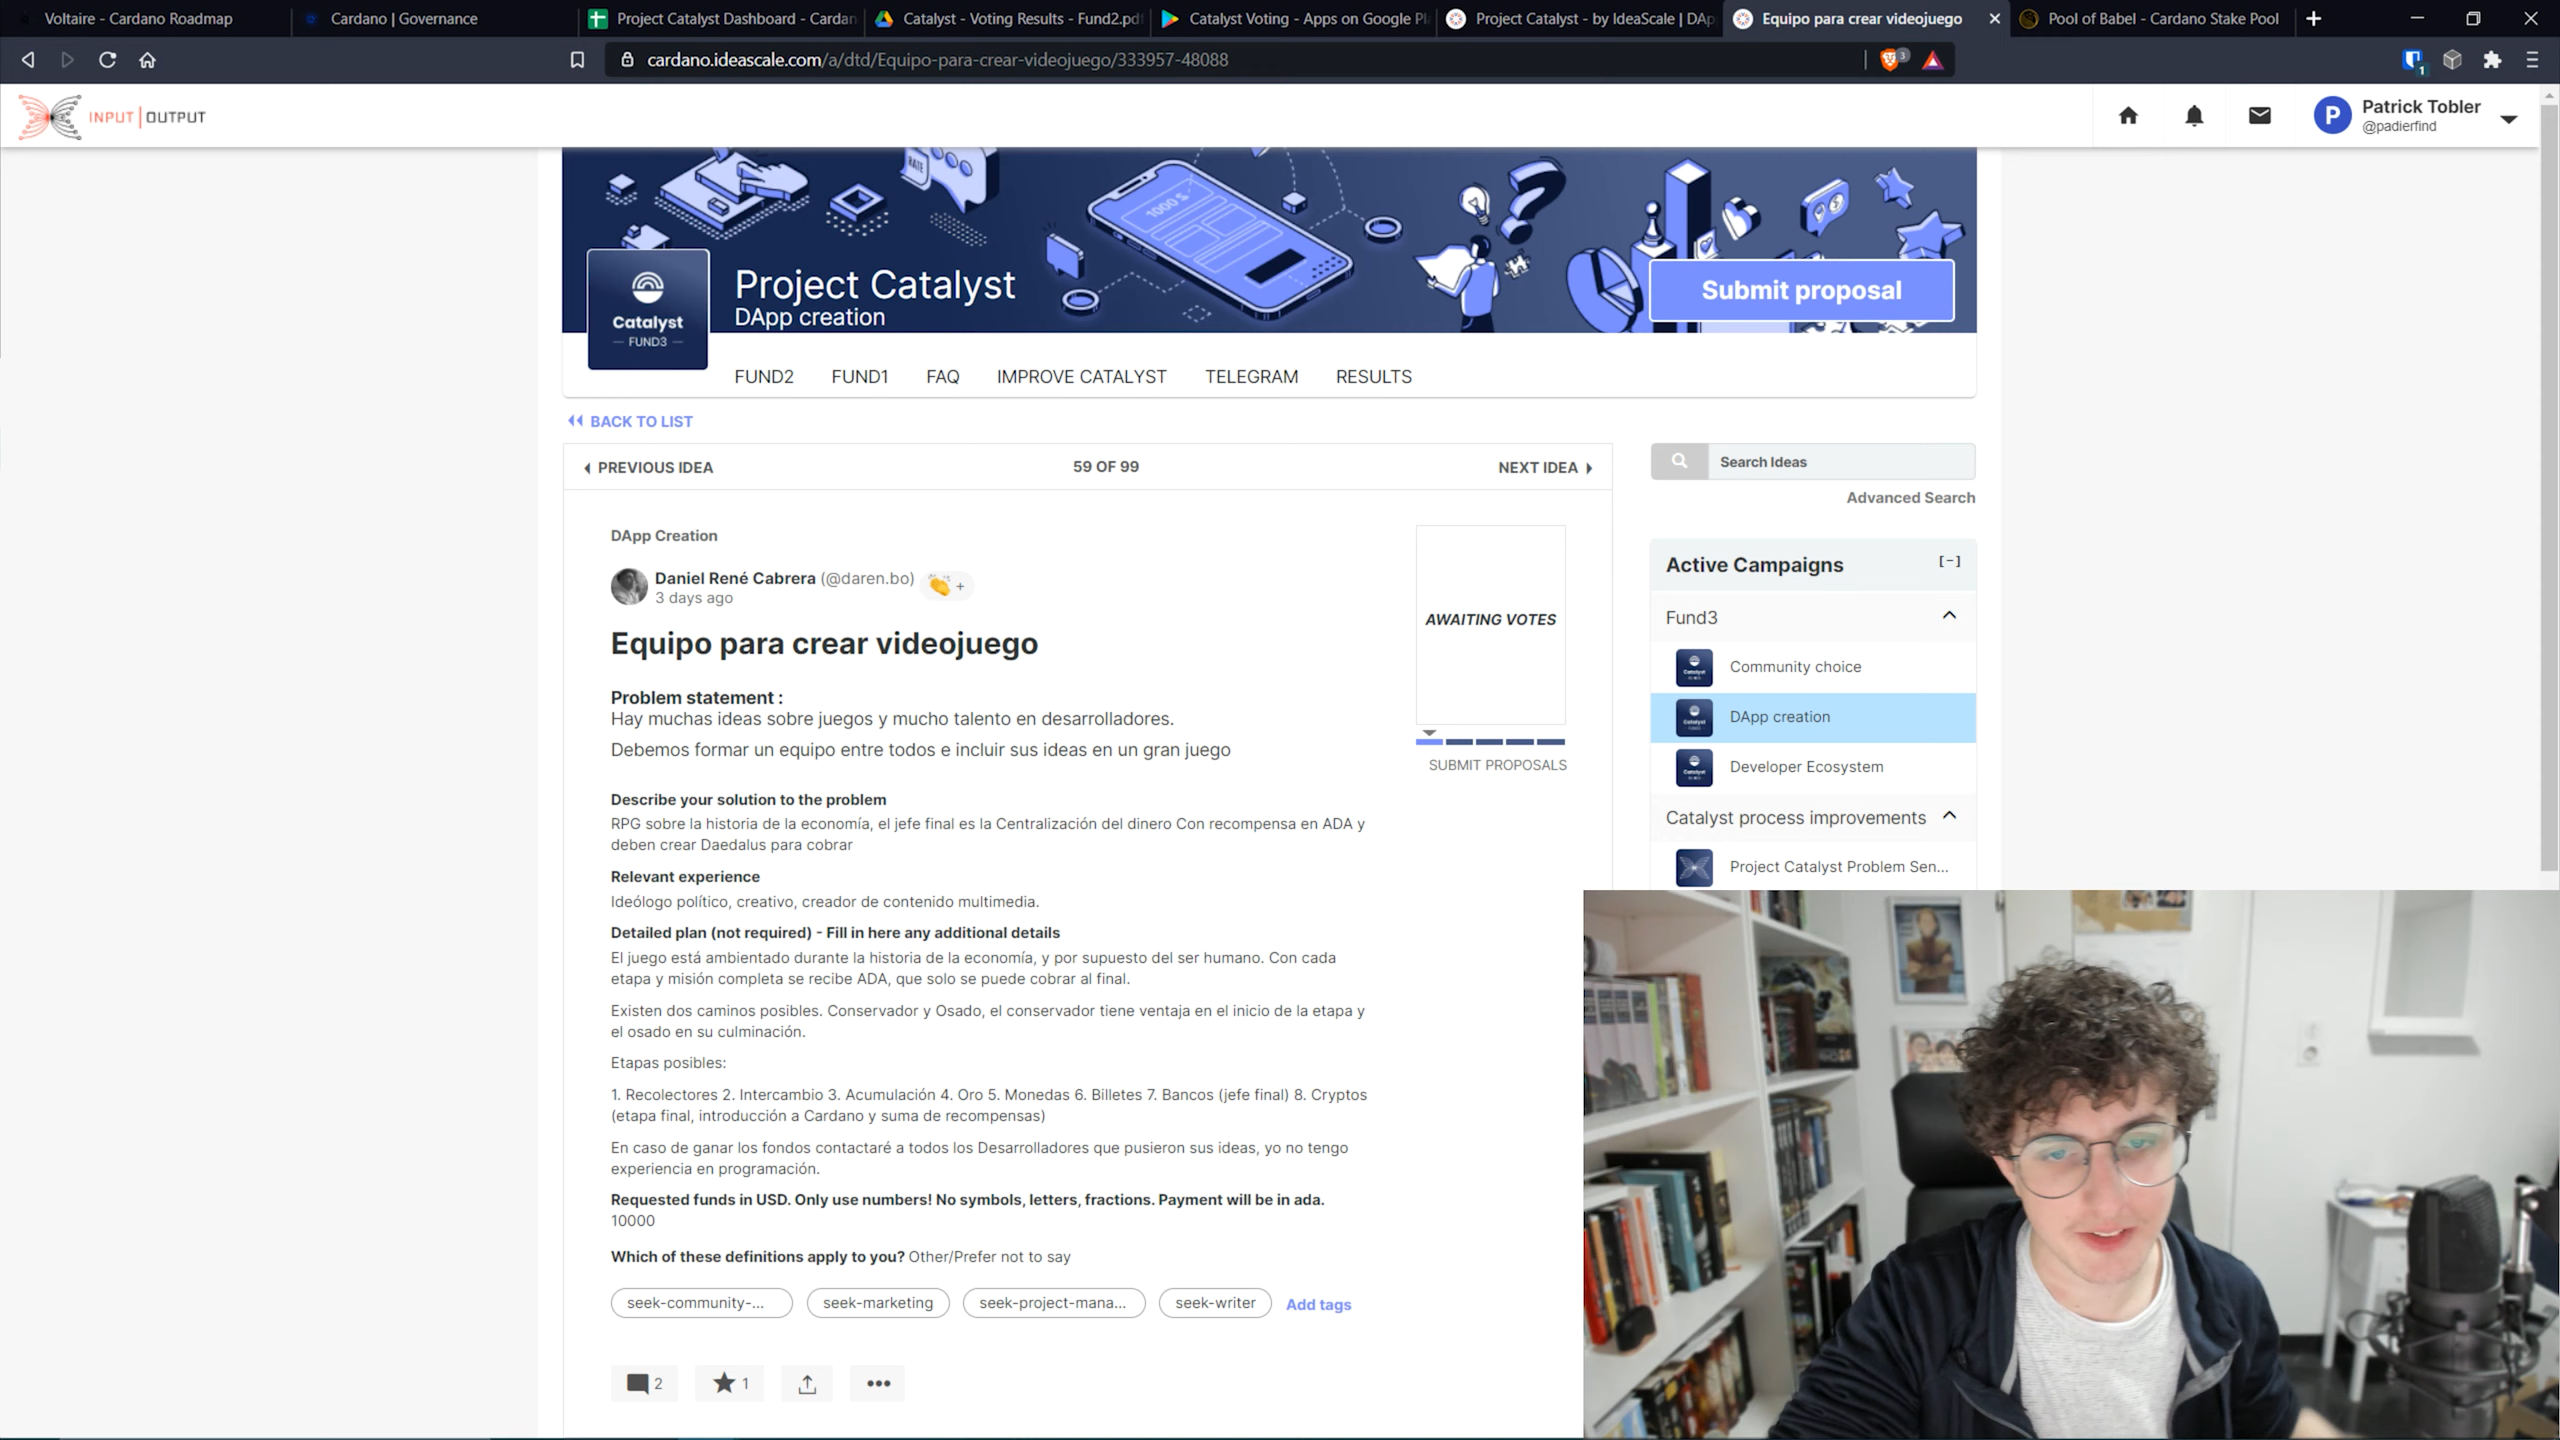 Voltaire - Cardano Roadmap
Cardano | Governance
Project Catalyst Dashboard - Cardan
Catalyst - Voting Results - Fund2.pdf
Catalyst Voting - Apps on Google Pl
Project Catalyst - by IdeaScale | DAp
Equipo para crear videojuego
Pool of Babel - Cardano Stake Pool
cardano.ideascale.com/a/dtd/Equipo-para-crear-videojuego/333957-48088
3
1
INPUT | OUTPUT
P
Patrick Tobler
@padierfind
RATE
1000 $
Project Catalyst
DApp creation
Submit proposal
Catalyst
— FUND3 —
FUND2
FUND1
FAQ
IMPROVE CATALYST
TELEGRAM
RESULTS
BACK TO LIST
PREVIOUS IDEA
59 OF 99
NEXT IDEA
Search Ideas
Advanced Search
DApp Creation
Daniel René Cabrera (@daren.bo)
+
3 days ago
Equipo para crear videojuego
Problem statement :
Hay muchas ideas sobre juegos y mucho talento en desarrolladores.
Debemos formar un equipo entre todos e incluir sus ideas en un gran juego
AWAITING VOTES
SUBMIT PROPOSALS
Describe your solution to the problem
RPG sobre la historia de la economía, el jefe final es la Centralización del dinero Con recompensa en ADA y
deben crear Daedalus para cobrar
Relevant experience
Ideólogo político, creativo, creador de contenido multimedia.
Detailed plan (not required) - Fill in here any additional details
El juego está ambientado durante la historia de la economía, y por supuesto del ser humano. Con cada
etapa y misión completa se recibe ADA, que solo se puede cobrar al final.
Existen dos caminos posibles. Conservador y Osado, el conservador tiene ventaja en el inicio de la etapa y
el osado en su culminación.
Etapas posibles:
1. Recolectores 2. Intercambio 3. Acumulación 4. Oro 5. Monedas 6. Billetes 7. Bancos (jefe final) 8. Cryptos
(etapa final, introducción a Cardano y suma de recompensas)
En caso de ganar los fondos contactaré a todos los Desarrolladores que pusieron sus ideas, yo no tengo
experiencia en programación.
Requested funds in USD. Only use numbers! No symbols, letters, fractions. Payment will be in ada.
10000
Which of these definitions apply to you? Other/Prefer not to say
seek-community-...
seek-marketing
seek-project-mana...
seek-writer
Add tags
2
1
Active Campaigns
[-]
Fund3
Catalyst
Community choice
Catalyst
DApp creation
Catalyst
Developer Ecosystem
Catalyst process improvements
Project Catalyst Problem Sen...